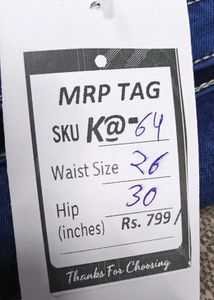 MRP TAG
SKU K@-64
Waist Size 26
Hip 30
(inches) Rs. 799/
Thanks For Choosing